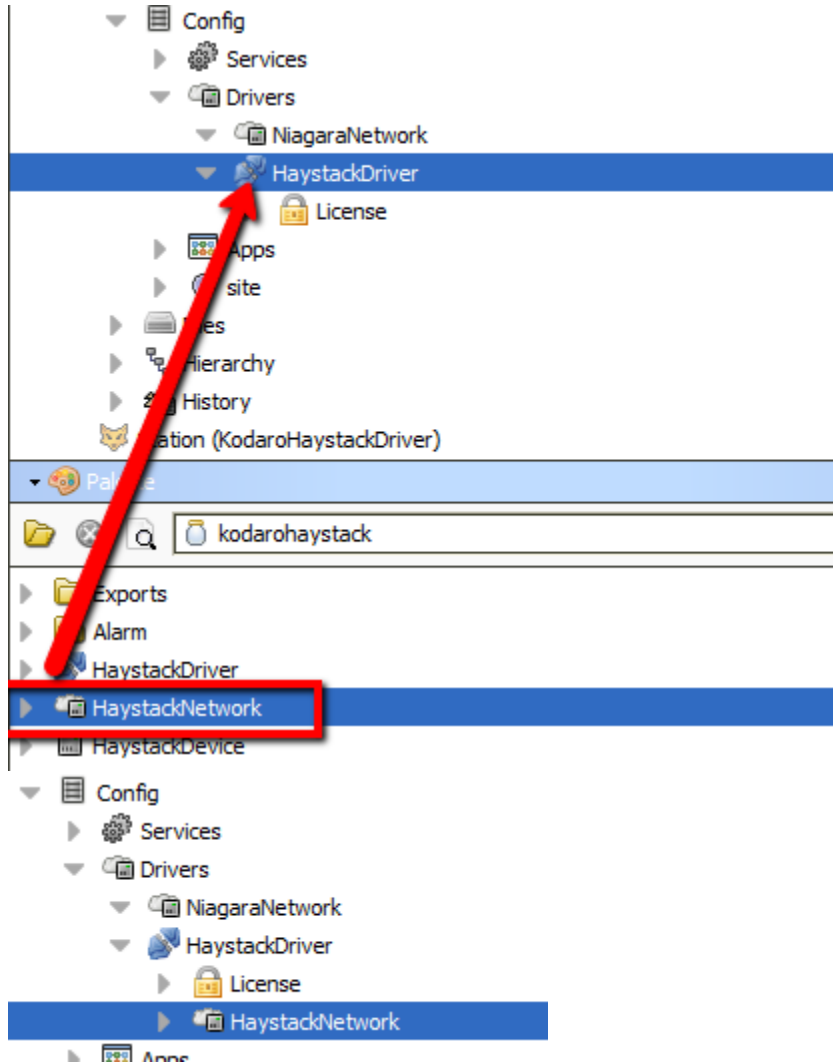 Config
Services
Drivers
NiagaraNetwork
HaystackDriver
License
Apps
site
Hierarchy
History
(KodaroHaystackDriver)
kodarohaystack
Exports
Alarm
HaystackDriver
HaystackNetwork
HaystackDevice
Config
Services
Drivers
NiagaraNetwork
HaystackDriver
License
HaystackNetwork
Apps